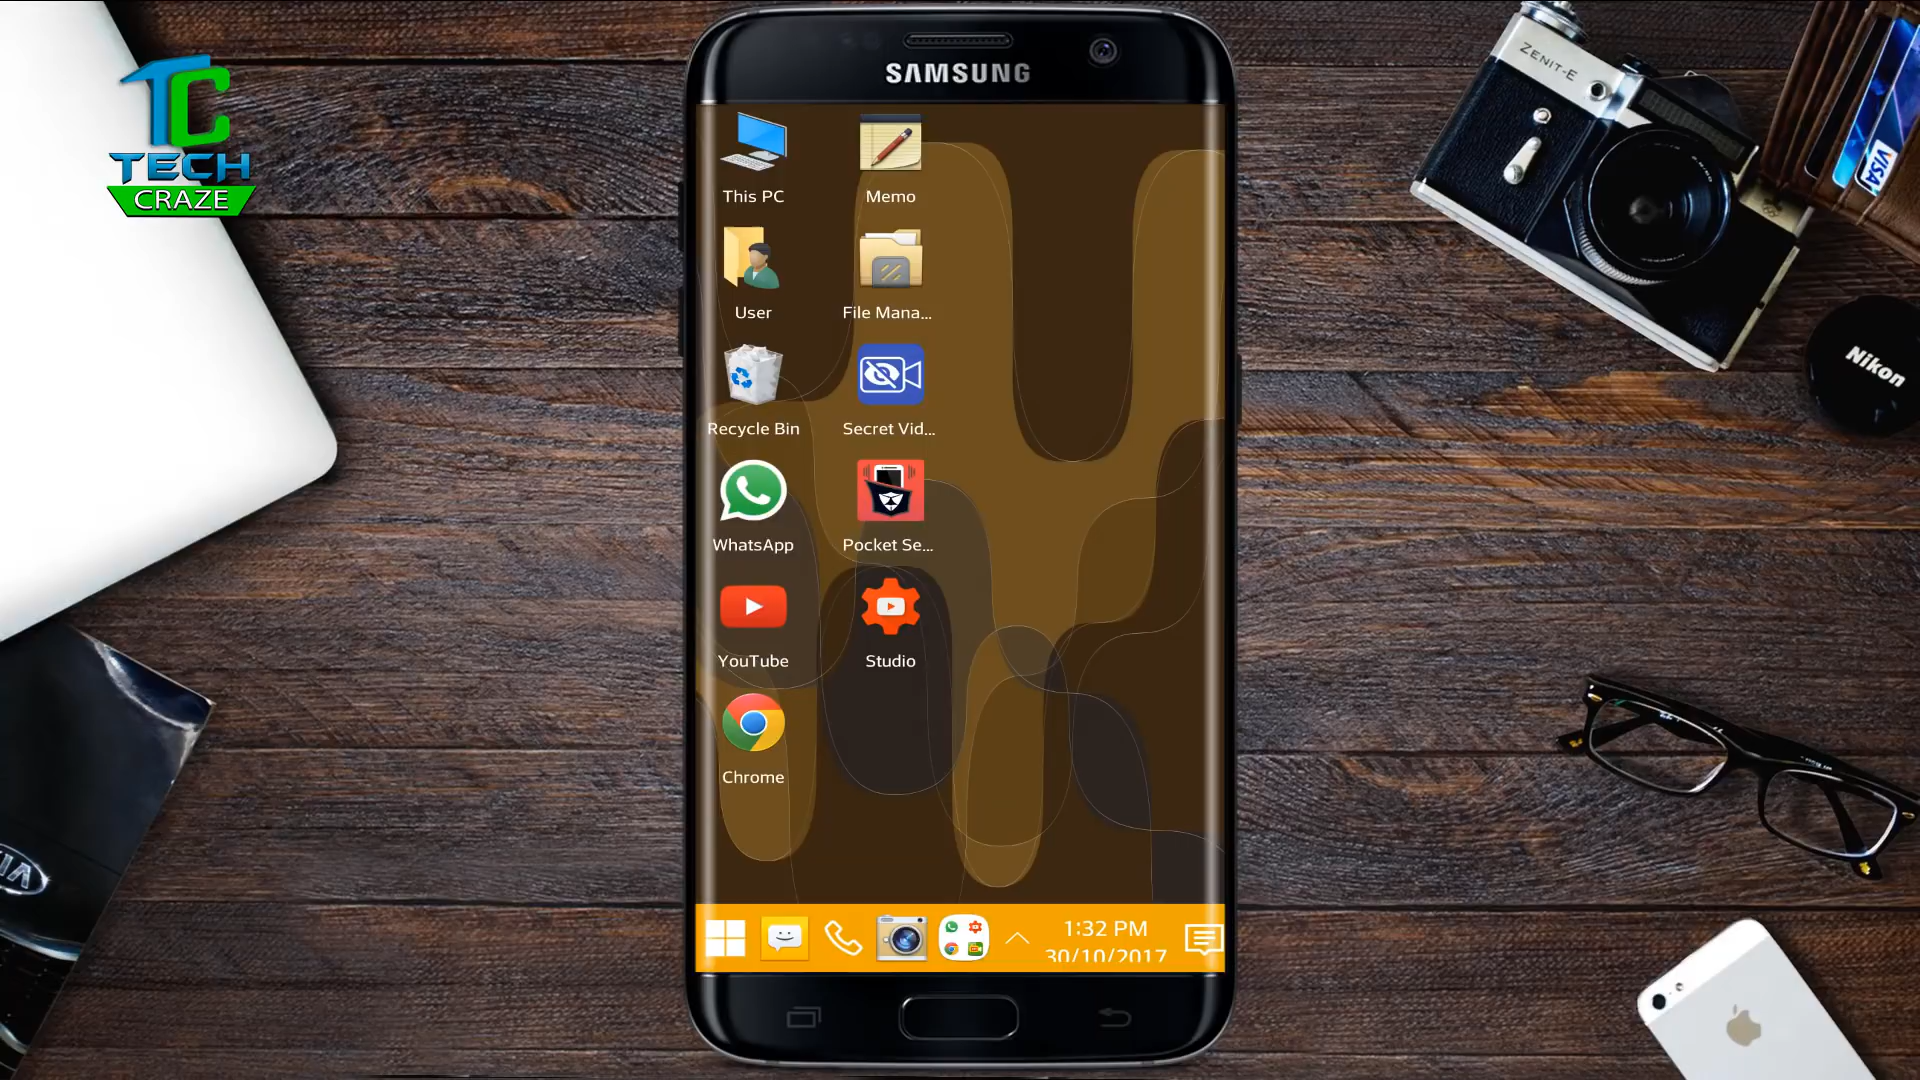 TC
TECH
CRAZE
SAMSUNG
This PC
Memo
User
File Mana...
Recycle Bin
Secret Vid...
WhatsApp
Pocket Se...
YouTube
Studio
Chrome
1:32 PM
30/10/2017
ZENIT-E
VISA
Nikon
KIA